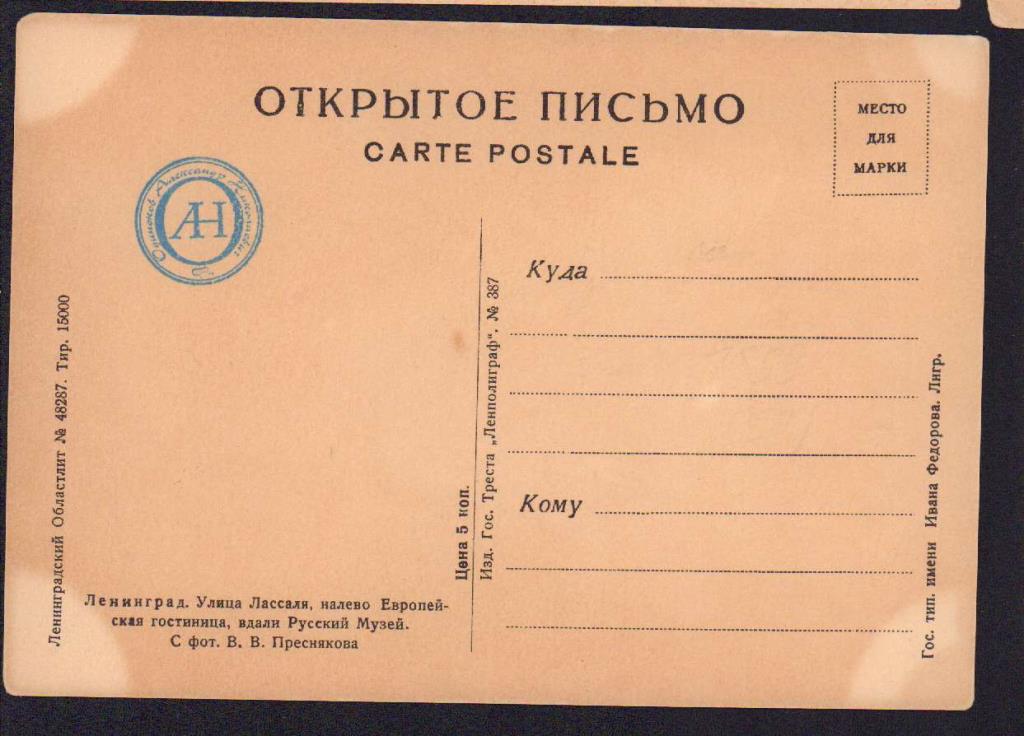 ОТКРЫТОЕ ПИСЬМО
CARTE POSTALE
МЕСТО
ДЛЯ
МАРКИ
Александр
АН
Куда
Кому
Ленинградский Областлит № 48287. Тир. 15000
Цена 5 коп.
Изд. Гос. Треста „Ленполиграф". № 387
Гос. тип. имени Ивана Федорова. Лнгр.
Ленинград. Улица Лассаля, налево Европей-
ская гостиница, вдали Русский Музей.
С фот. В. В. Преснякова